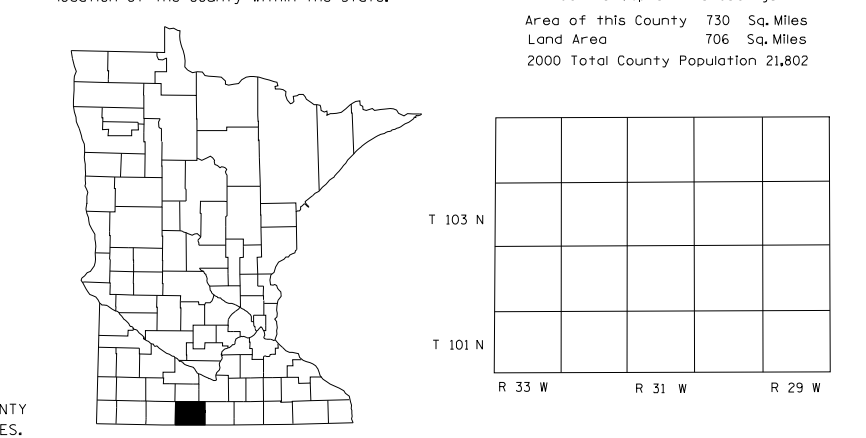 location of the county within the state.
Area of this County 730 Sq. Miles
Land Area 706 Sq. Miles
2000 Total County Population 21,802
T 103 N
T 101 N
R 33 W R 31 W R 29 W
NTY
ES.